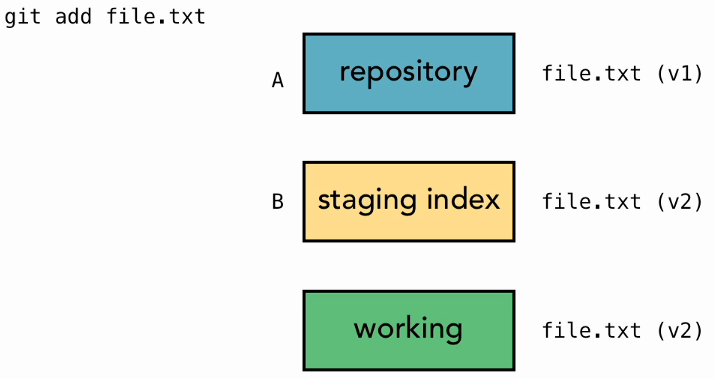 git add file.txt
A repository file.txt (v1)
B staging index file.txt (v2)
working file.txt (v2)